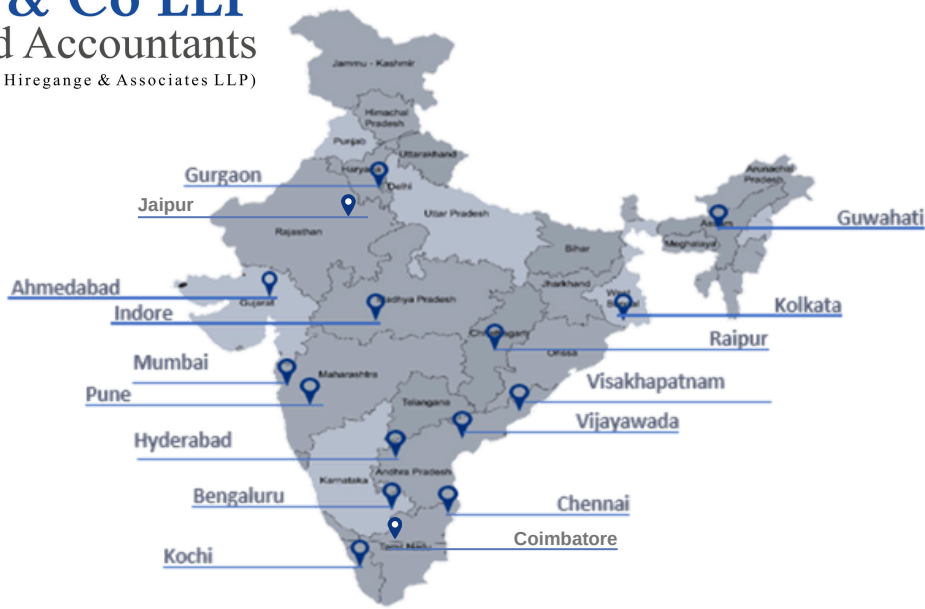 & Co LLP
d Accountants
Hiregange & Associates LLP)
Jammu - Kashmir
Himachal
Pradesh
Punjab
Uttarakhand
Haryana
Delhi
Gurgaon
Jaipur
Rajasthan
Uttar Pradesh
Arunachal
Pradesh
Assam
Guwahati
Meghalaya
Bihar
Jharkhand
Ahmedabad
Gujarat
Indore
Madhya Pradesh
West
Bengal
Kolkata
Chhattisgarh
Raipur
Orissa
Mumbai
Maharashtra
Pune
Visakhapatnam
Telangana
Vijayawada
Hyderabad
Andhra Pradesh
Karnataka
Bengaluru
Chennai
Coimbatore
Tamil Nadu
Kochi